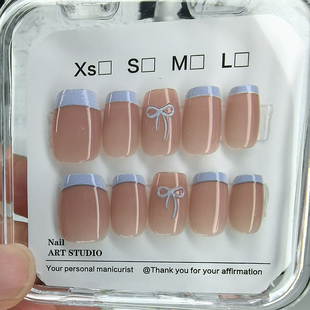 Xs□ S□ M□ L□
Nail
ART STUDIO
Your personal manicurist @Thank you for your affirmation